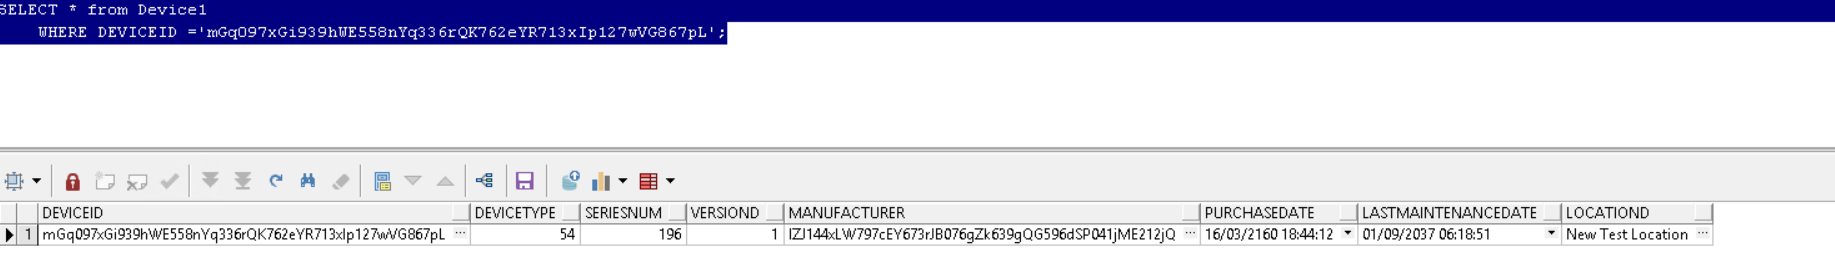 SELECT * from Device1
WHERE DEVICEID ='mGq097xGi939hWE558nYq336rQK762eYR713xIp127wVG867pL';
DEVICEID DEVICETYPE SERIESNUM VERSIOND MANUFACTURER PURCHASEDATE LASTMAINTENANCEDATE LOCATIOND
1 mGq097xGi939hWE558nYq336rQK762eYR713xIp127wVG867pL ... 54 196 1 IZJ144xLW797cEY673rJB076gZk639gQG596dSP041jME212jQ ... 16/03/2160 18:44:12 01/09/2037 06:18:51 New Test Location ...